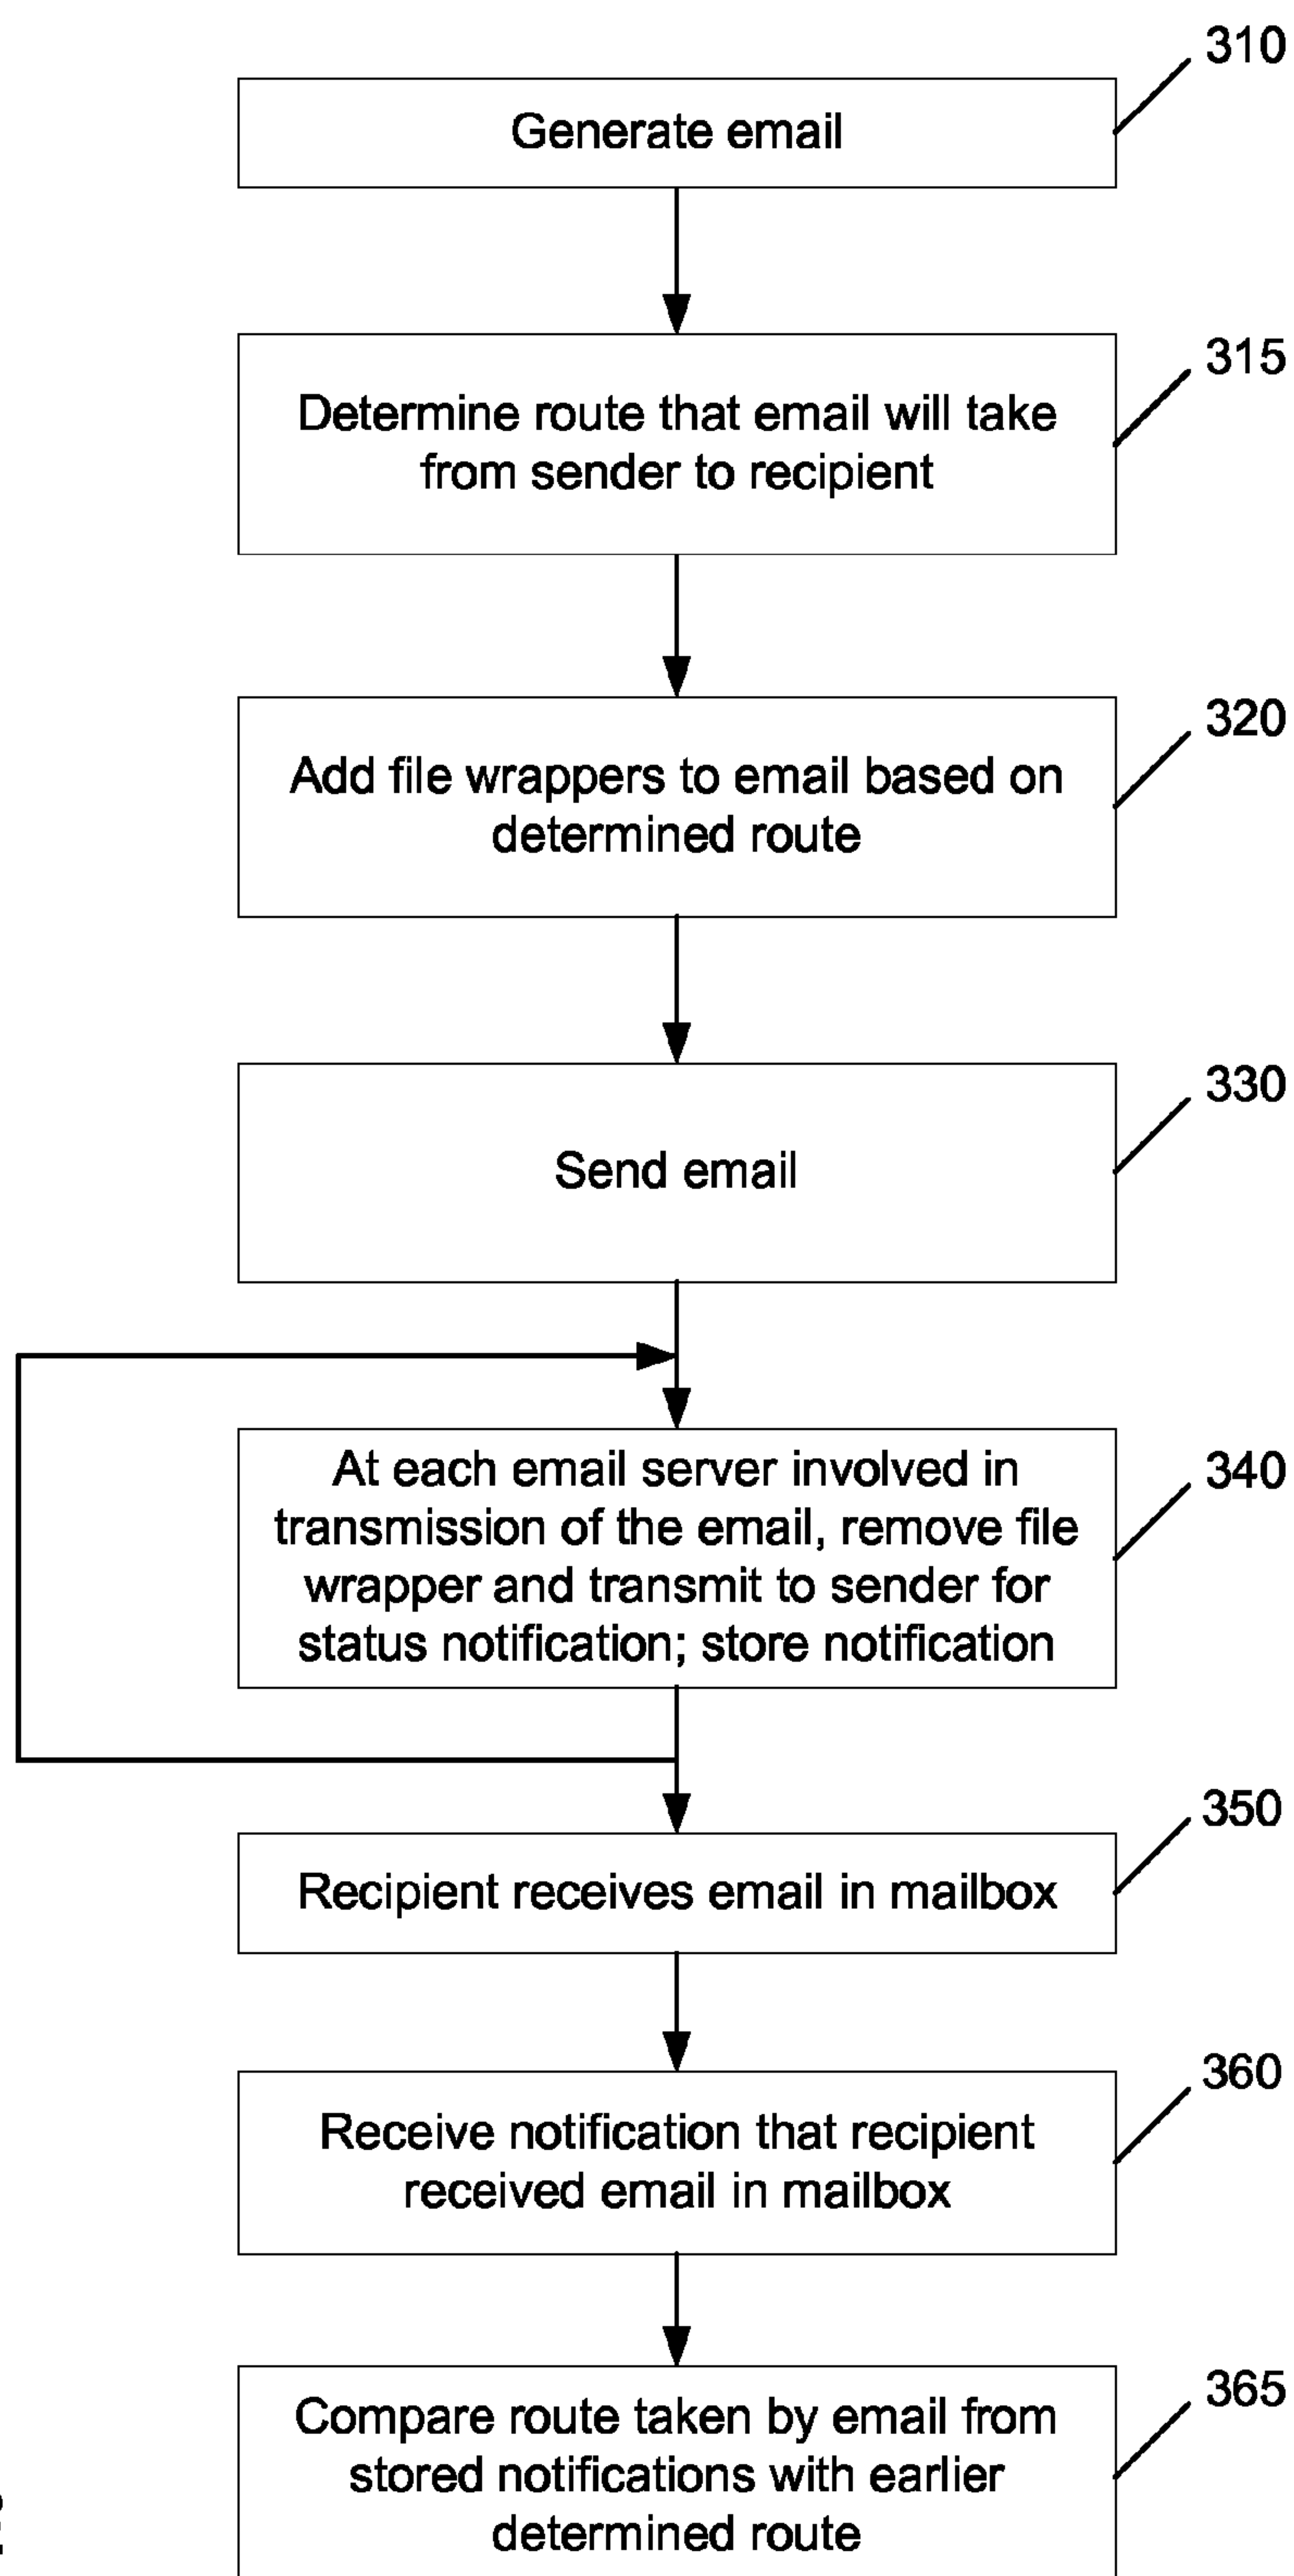 310
Generate email
315
Determine route that email will take
from sender to recipient
320
Add file wrappers to email based on
determined route
330
Send email
340
At each email server involved in
transmission of the email, remove file
wrapper and transmit to sender for
status notification; store notification
350
Recipient receives email in mailbox
360
Receive notification that recipient
received email in mailbox
365
Compare route taken by email from
stored notifications with earlier
determined route